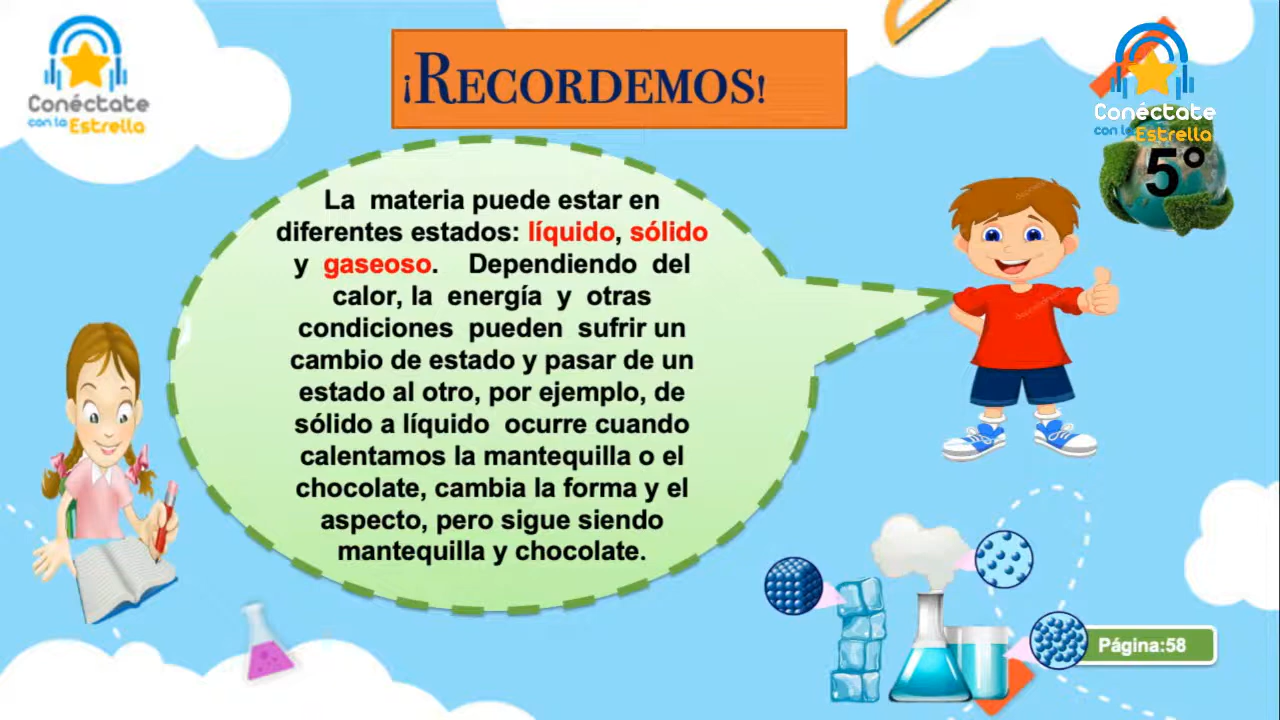 Conéctate
con la Estrella
¡RECORDEMOS!
Conéctate
con la Estrella
5°
La materia puede estar en
diferentes estados: líquido, sólido
y gaseoso. Dependiendo del
calor, la energía y otras
condiciones pueden sufrir un
cambio de estado y pasar de un
estado al otro, por ejemplo, de
sólido a líquido ocurre cuando
calentamos la mantequilla o el
chocolate, cambia la forma y el
aspecto, pero sigue siendo
mantequilla y chocolate.
Página:58